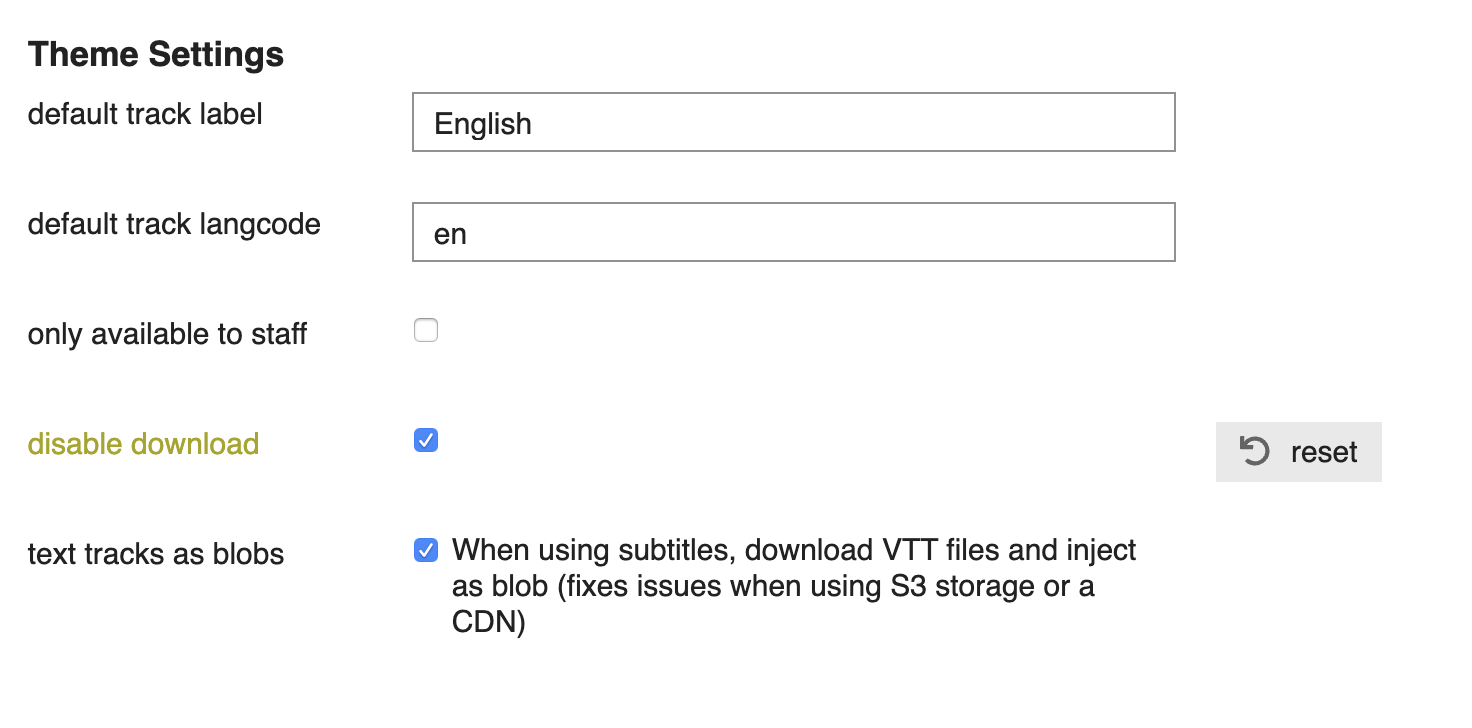 Theme Settings
default track label
English
default track langcode
en
only available to staff
disable download
reset
text tracks as blobs
When using subtitles, download VTT files and inject
as blob (fixes issues when using S3 storage or a
CDN)